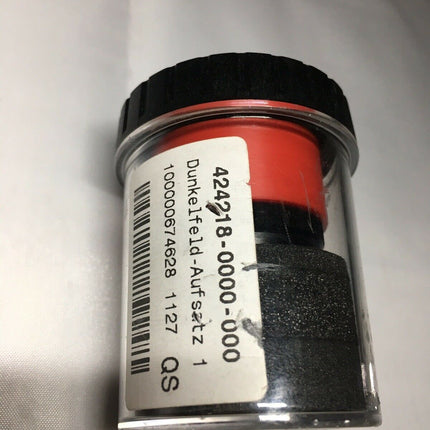 424218-0000-000
Dunkelfeld-Aufsatz 1
100000674628 1127 QS